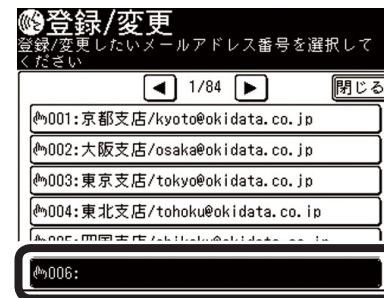 登録/変更
登録/変更したいメールアドレス番号を選択して
ください
1/84
閉じる
001:京都支店/kyoto@okidata.co.jp
002:大阪支店/osaka@okidata.co.jp
003:東京支店/tokyo@okidata.co.jp
004:東北支店/tohoku@okidata.co.jp
006: